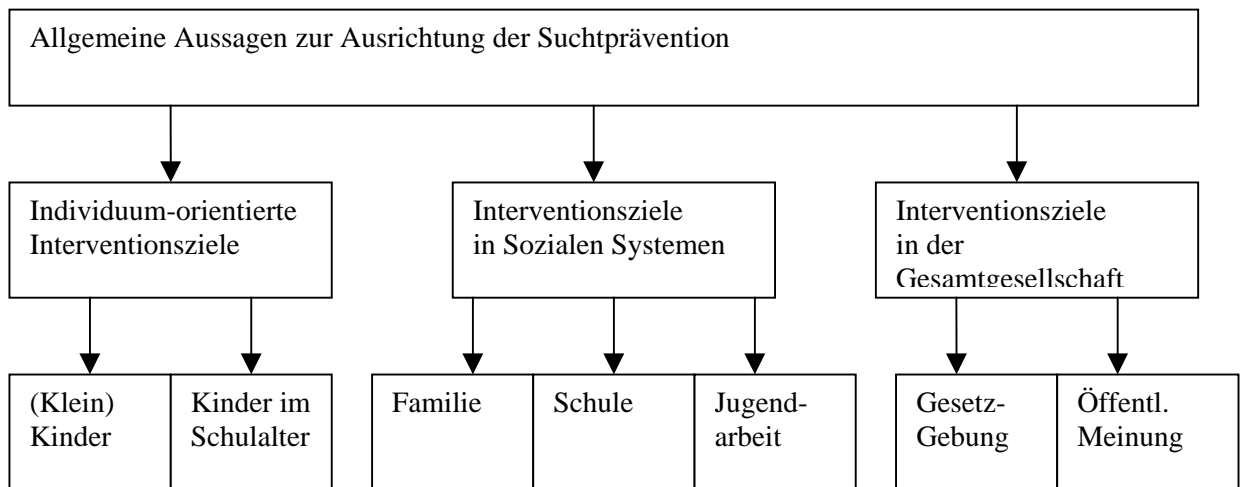 Allgemeine Aussagen zur Ausrichtung der Suchtprävention
Individuum-orientierte
Interventionsziele
Interventionsziele
in Sozialen Systemen
Interventionsziele
in der
Gesamtgesellschaft
(Klein)
Kinder
Kinder im
Schulalter
Familie
Schule
Jugend-
arbeit
Gesetz-
Gebung
Öffentl.
Meinung